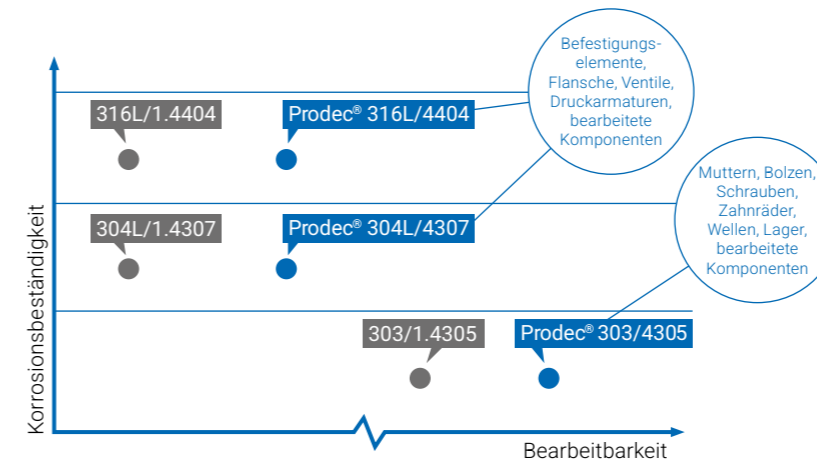 Befestigungs-
elemente,
Flansche, Ventile,
Druckarmaturen,
bearbeitete
Komponenten
316L/1.4404
Prodec® 316L/4404
Muttern, Bolzen,
Schrauben,
Zahnräder,
Wellen, Lager,
bearbeitete
Komponenten
304L/1.4307
Prodec® 304L/4307
303/1.4305
Prodec® 303/4305
Korrosionsbeständigkeit
Bearbeitbarkeit